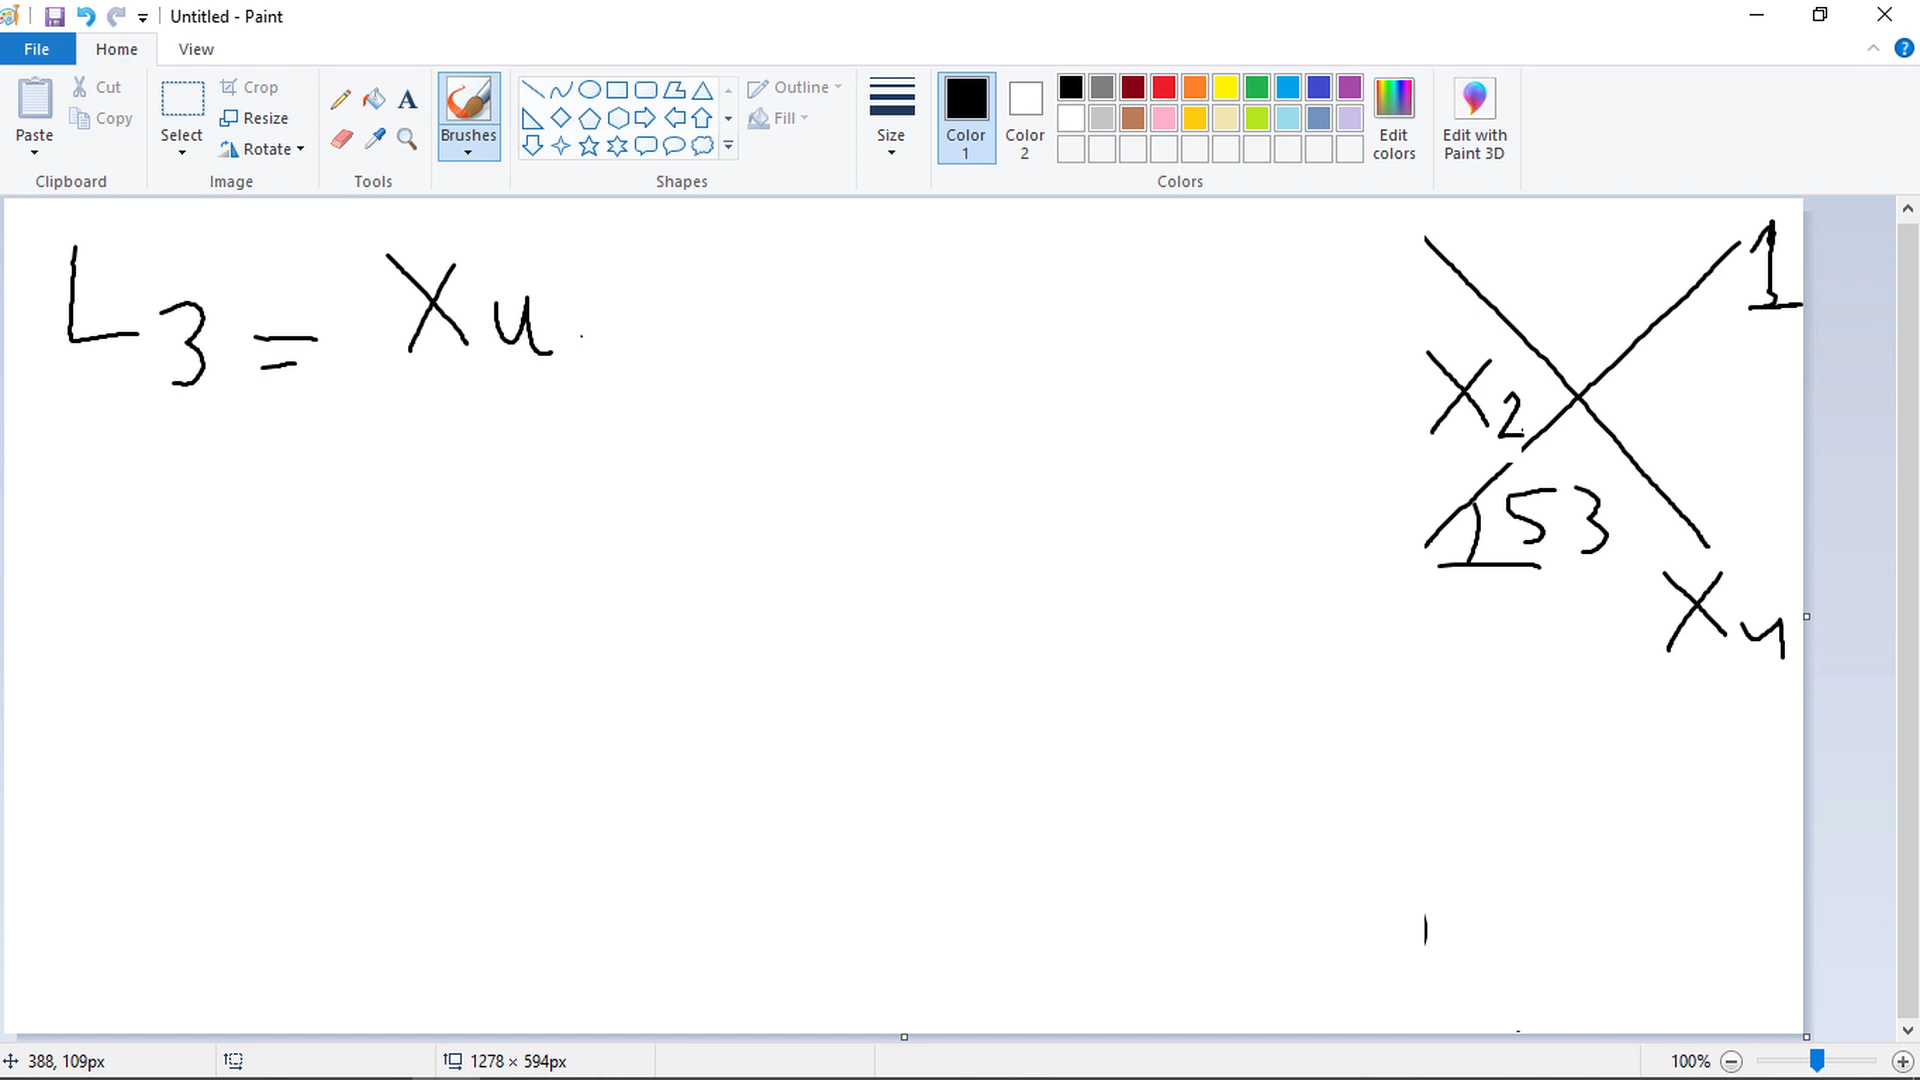 Untitled - Paint
File Home View
Paste Cut Copy Clipboard
Select Crop Resize Rotate Image
Tools
Brushes
Outline Fill Shapes
Size
Color 1 Color 2 Edit colors Colors
Edit with Paint 3D
L3 = Xu
1
X2
153
X4
388, 109px 1278 × 594px 100%